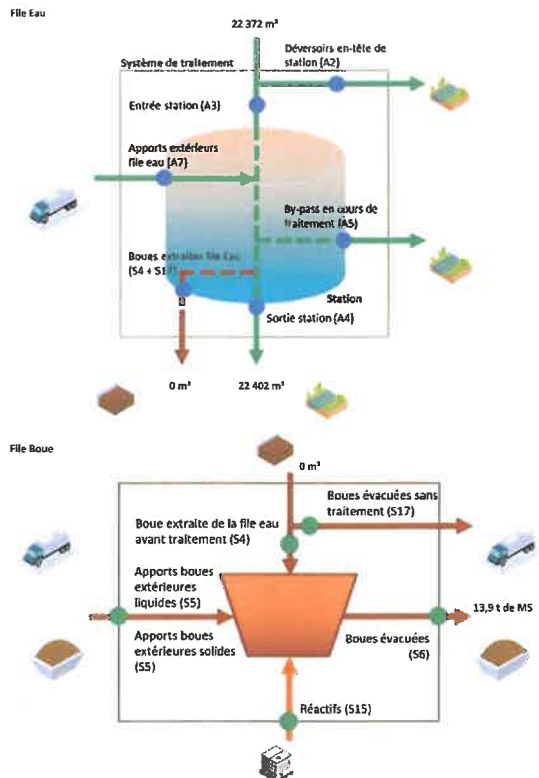 File Eau
22 372 m³
Déversoirs en-tête de
station (A2)
Système de traitement
Entrée station (A3)
Apports extérieurs
file eau (A7)
By-pass en cours de
traitement (A5)
Boues extraites file Eau
(S4 + S17)
Station
Sortie station (A4)
0 m³
22 402 m³
File Boue
0 m³
Boues évacuées sans
traitement (S17)
Boue extraite de la file eau
avant traitement (S4)
Apports boues
extérieures
liquides (S5)
13,9 t de MS
Apports boues
extérieures solides
(S5)
Boues évacuées
(S6)
Réactifs (S15)